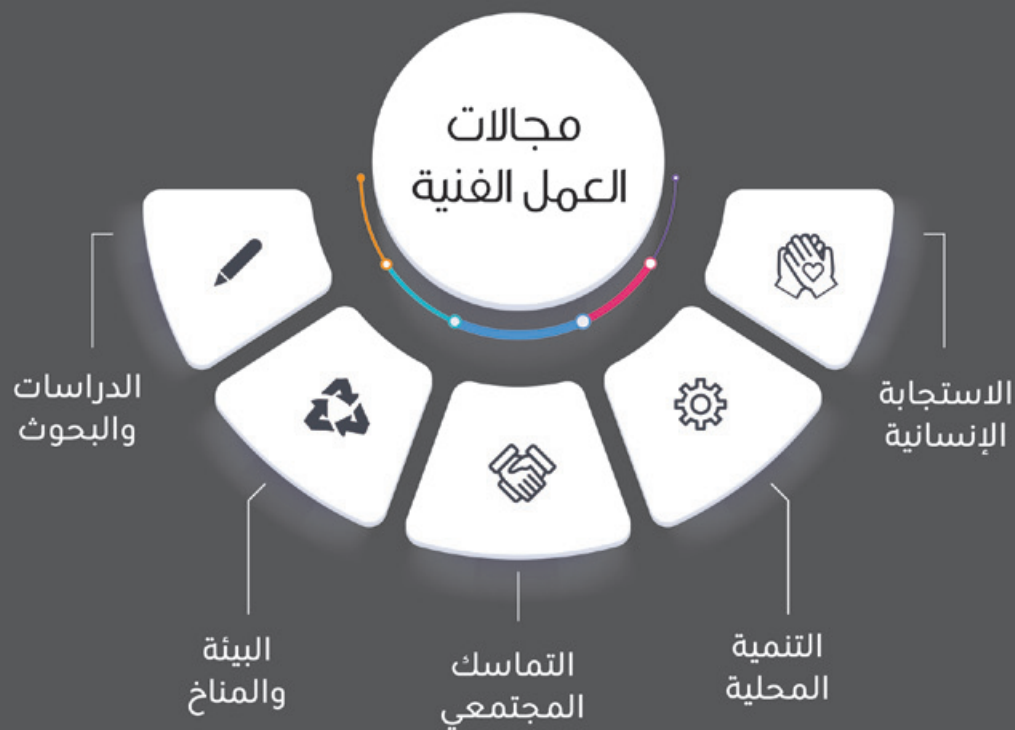 مجالات
العمل الفنية
الاستجابة
الإنسانية
التنمية
المحلية
التماسك
المجتمعي
البيئة
والمناخ
الدراسات
والبحوث